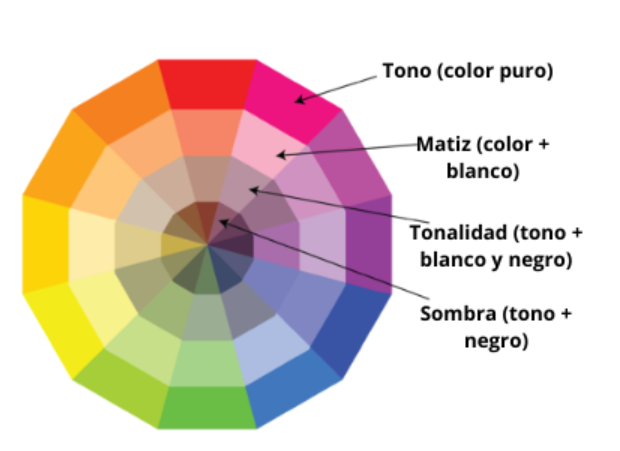 Tono (color puro)
Matiz (color +
blanco)
Tonalidad (tono +
blanco y negro)
Sombra (tono +
negro)